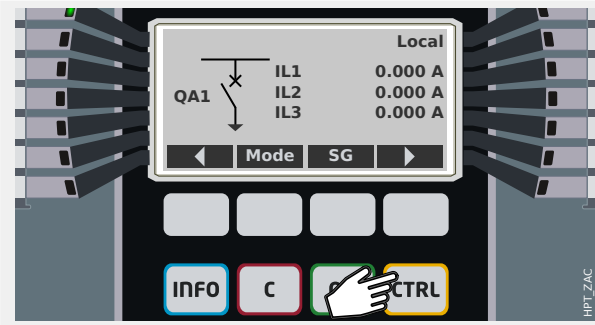 Local
IL1 0.000 A
QA1
IL2 0.000 A
IL3 0.000 A
Mode SG
INFO C CTRL
HPT_ZAC